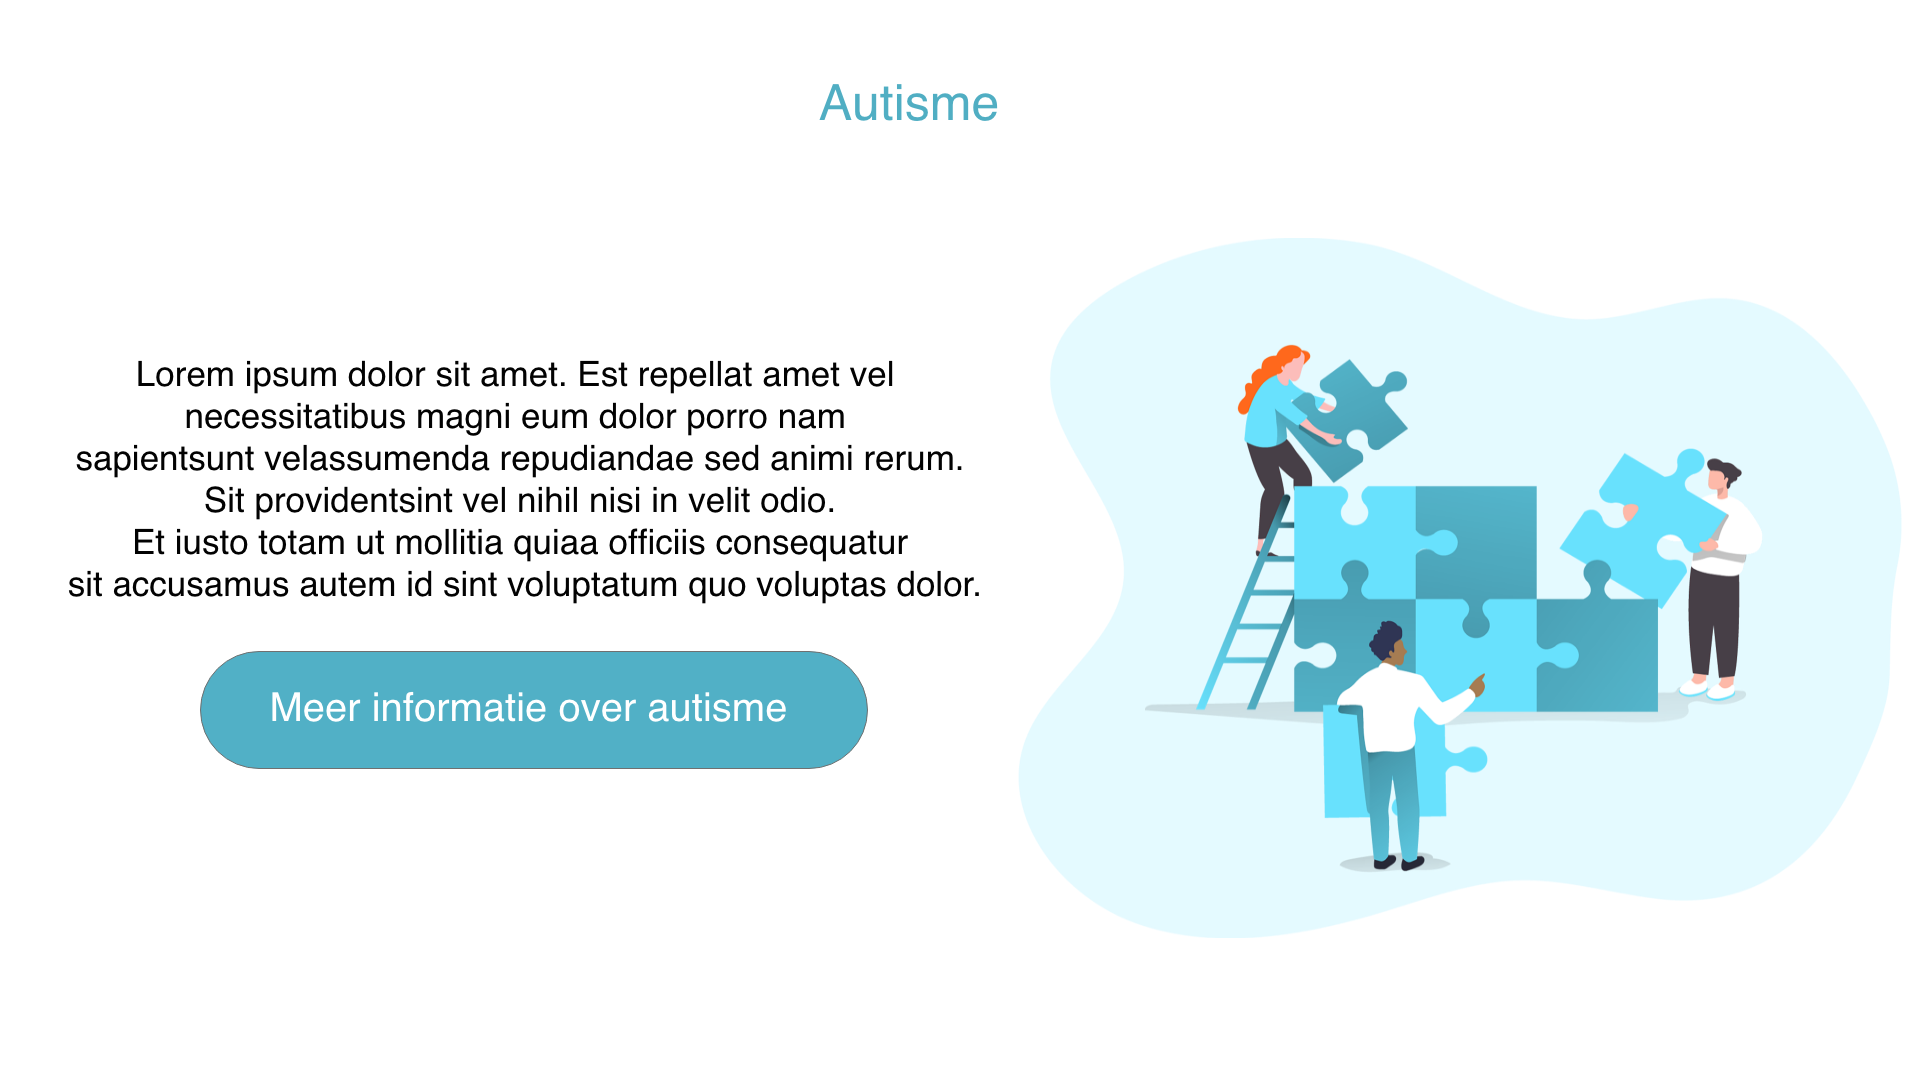 Autisme
Lorem ipsum dolor sit amet. Est repellat amet vel
necessitatibus magni eum dolor porro nam
sapientsunt velassumenda repudiandae sed animi rerum.
Sit providentsint vel nihil nisi in velit odio.
Et iusto totam ut mollitia quiaa officiis consequatur
sit accusamus autem id sint voluptatum quo voluptas dolor.
Meer informatie over autisme